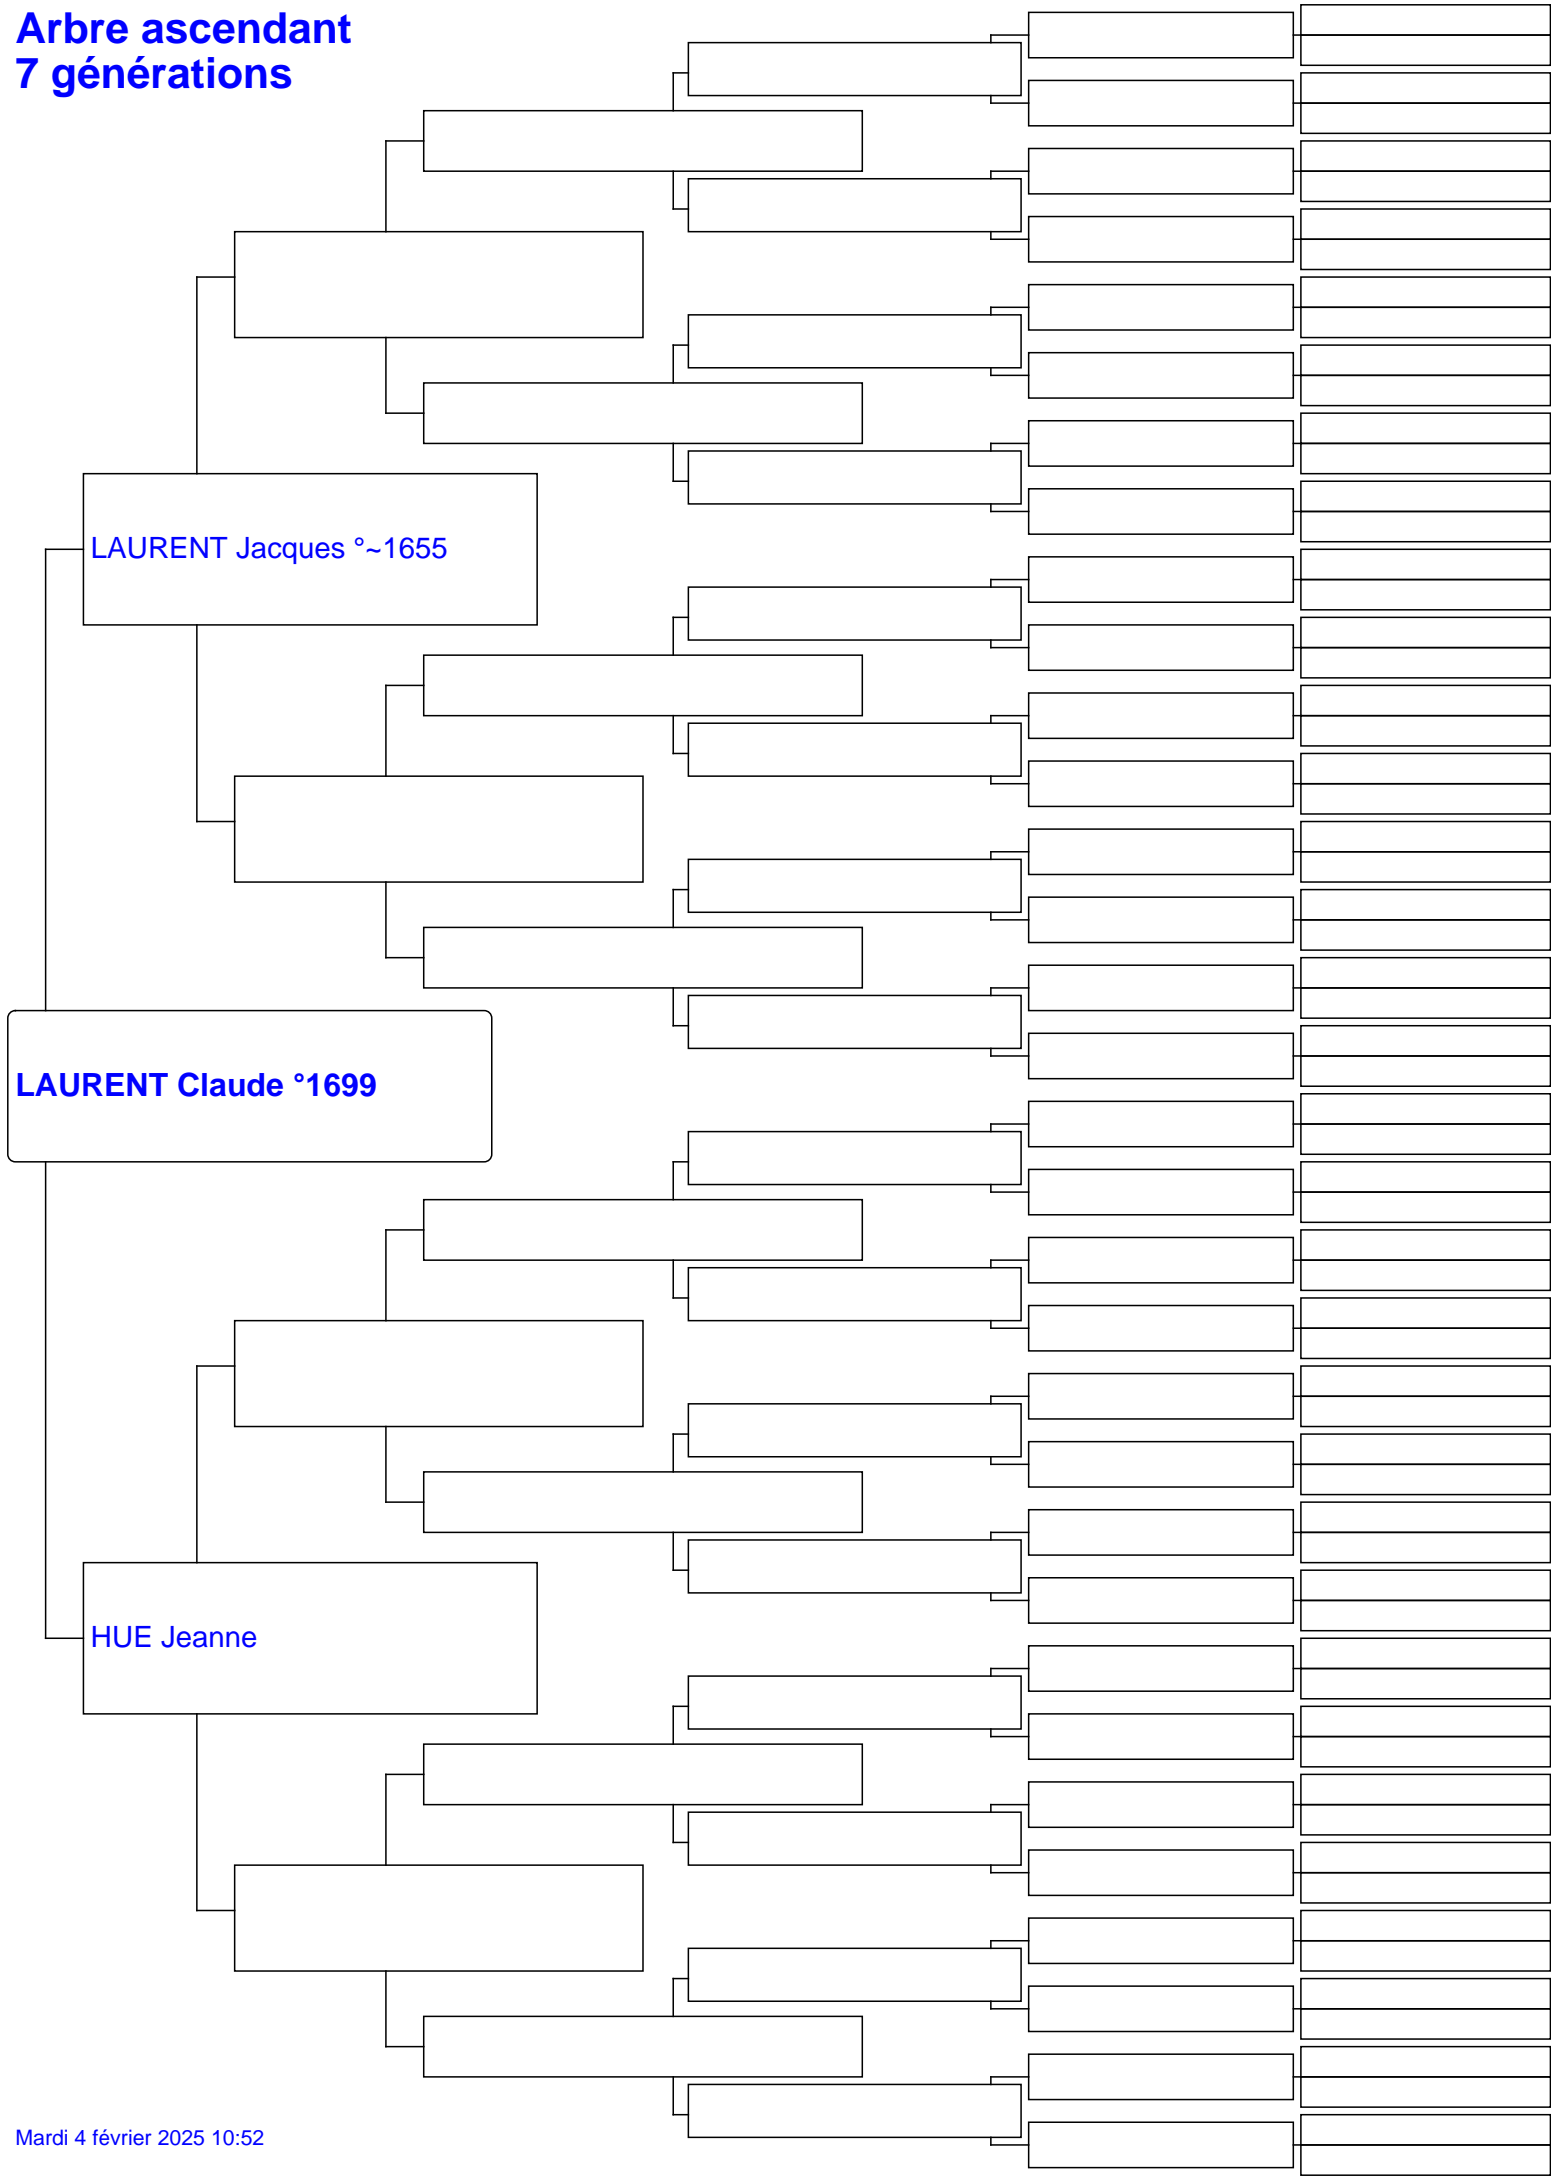 Arbre ascendant
7 générations
LAURENT Jacques °~1655
LAURENT Claude °1699
HUE Jeanne
Mardi 4 février 2025 10:52